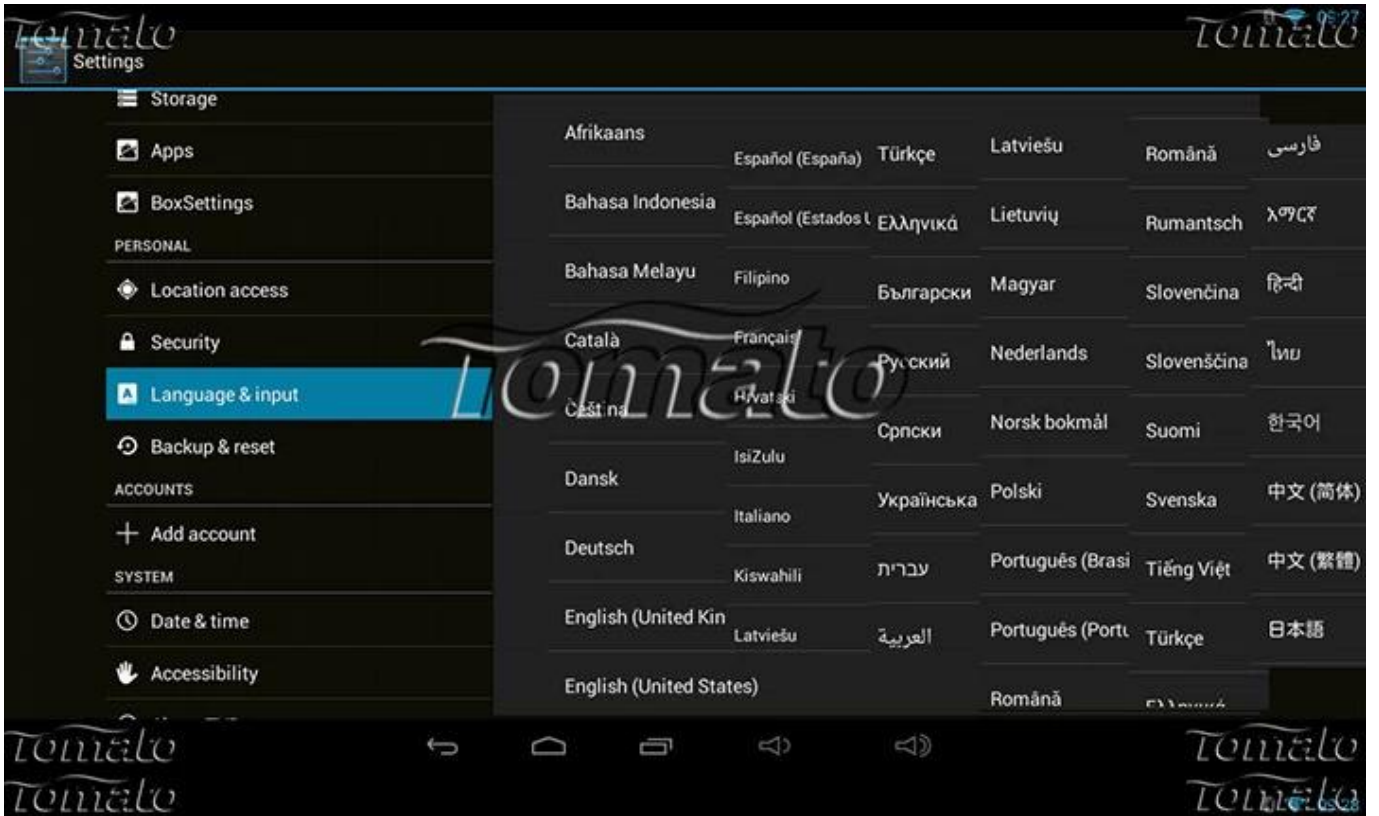 Tomato
Tomato
09:27
Settings
Storage
Apps
BoxSettings
PERSONAL
Location access
Security
Language & input
Backup & reset
ACCOUNTS
Add account
SYSTEM
Date & time
Accessibility
Afrikaans
Bahasa Indonesia
Bahasa Melayu
Català
Čeština
Dansk
Deutsch
English (United Kin
English (United States)
Español (España)
Español (Estados U
Filipino
Français
Hrvatski
IsiZulu
Italiano
Kiswahili
Latviešu
Türkçe
Ελληνικά
Български
Русский
Српски
Українська
עברית
العربية
Latviešu
Lietuvių
Magyar
Nederlands
Norsk bokmål
Polski
Português (Brasi
Português (Portu
Română
Română
Rumantsch
Slovenčina
Slovenščina
Suomi
Svenska
Tiếng Việt
Türkçe
Ελληνικά
فارسی
አማርኛ
हिन्दी
ไทย
한국어
中文 (简体)
中文 (繁體)
日本語
Tomato
Tomato
Tomato
Tomato
Tomato
09:28